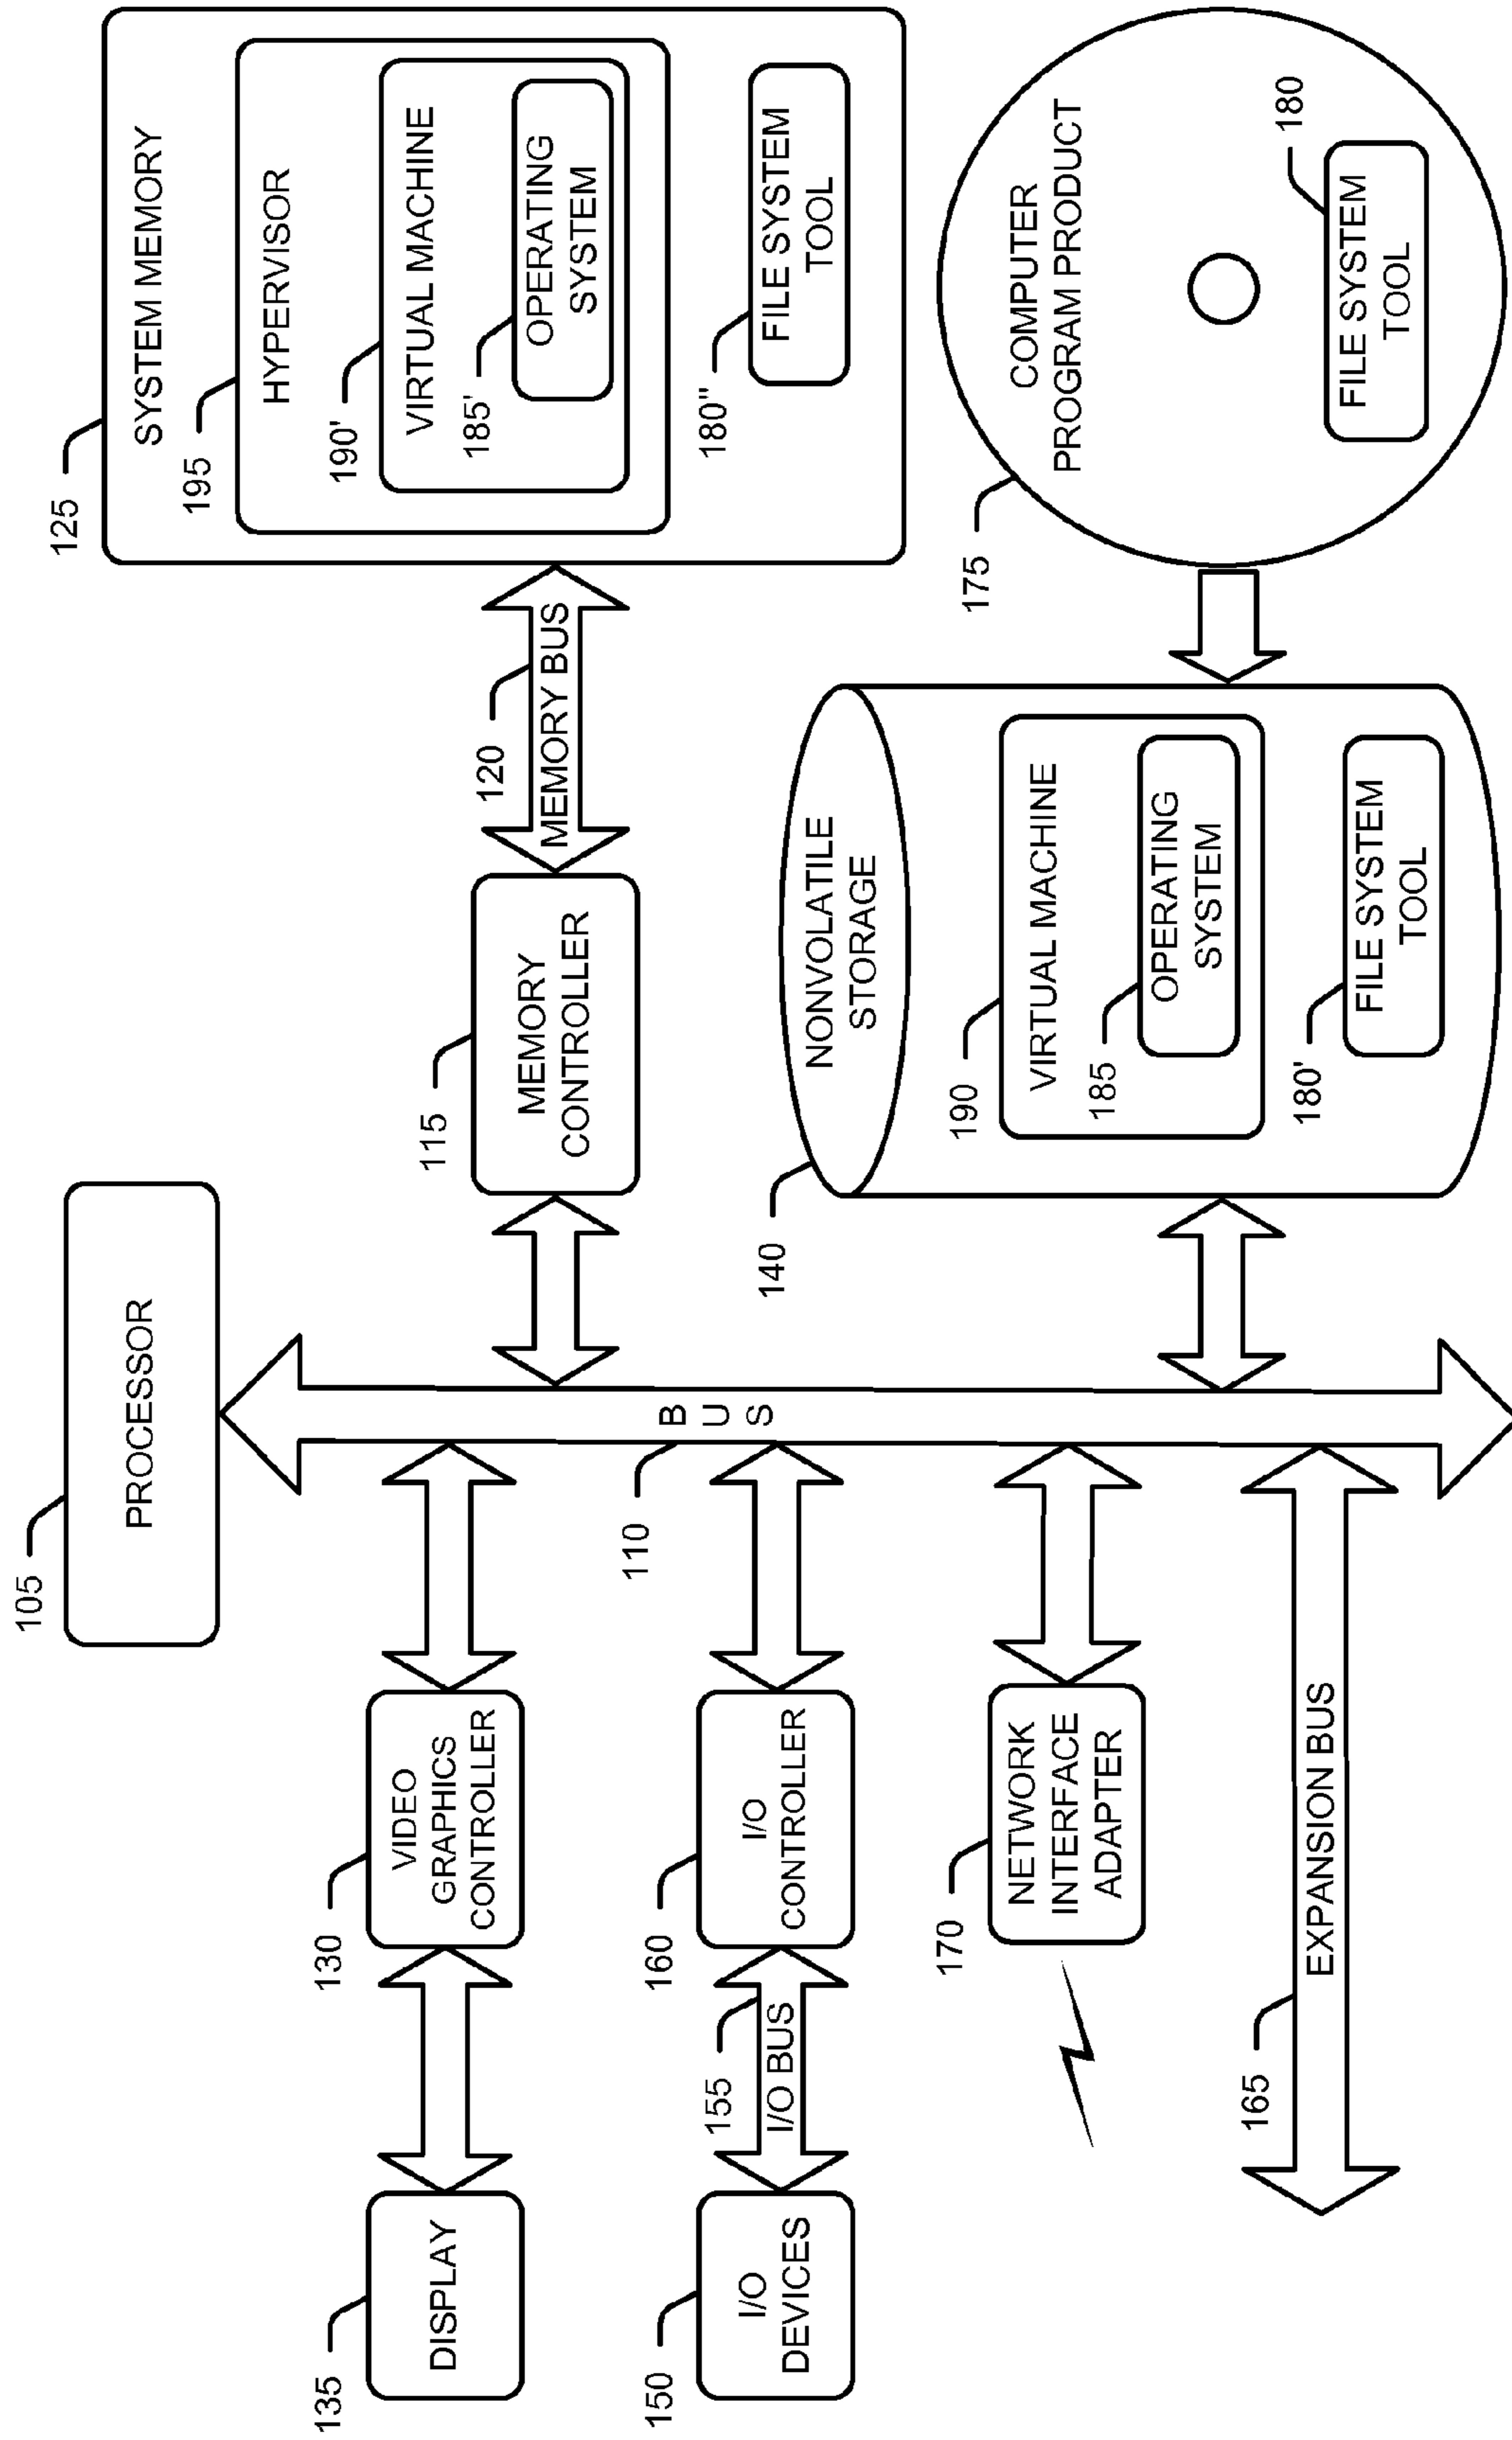 105
PROCESSOR
125
SYSTEM MEMORY
195
HYPERVISOR
190'
VIRTUAL MACHINE
185'
OPERATING
SYSTEM
180"
FILE SYSTEM
TOOL
135
DISPLAY
130
VIDEO
GRAPHICS
CONTROLLER
115
MEMORY
CONTROLLER
120
MEMORY BUS
110
B
U
S
150
I/O
DEVICES
155
I/O BUS
160
I/O
CONTROLLER
140
NONVOLATILE
STORAGE
190
VIRTUAL MACHINE
185
OPERATING
SYSTEM
180'
FILE SYSTEM
TOOL
175
COMPUTER
PROGRAM PRODUCT
180
FILE SYSTEM
TOOL
170
NETWORK
INTERFACE
ADAPTER
165
EXPANSION BUS